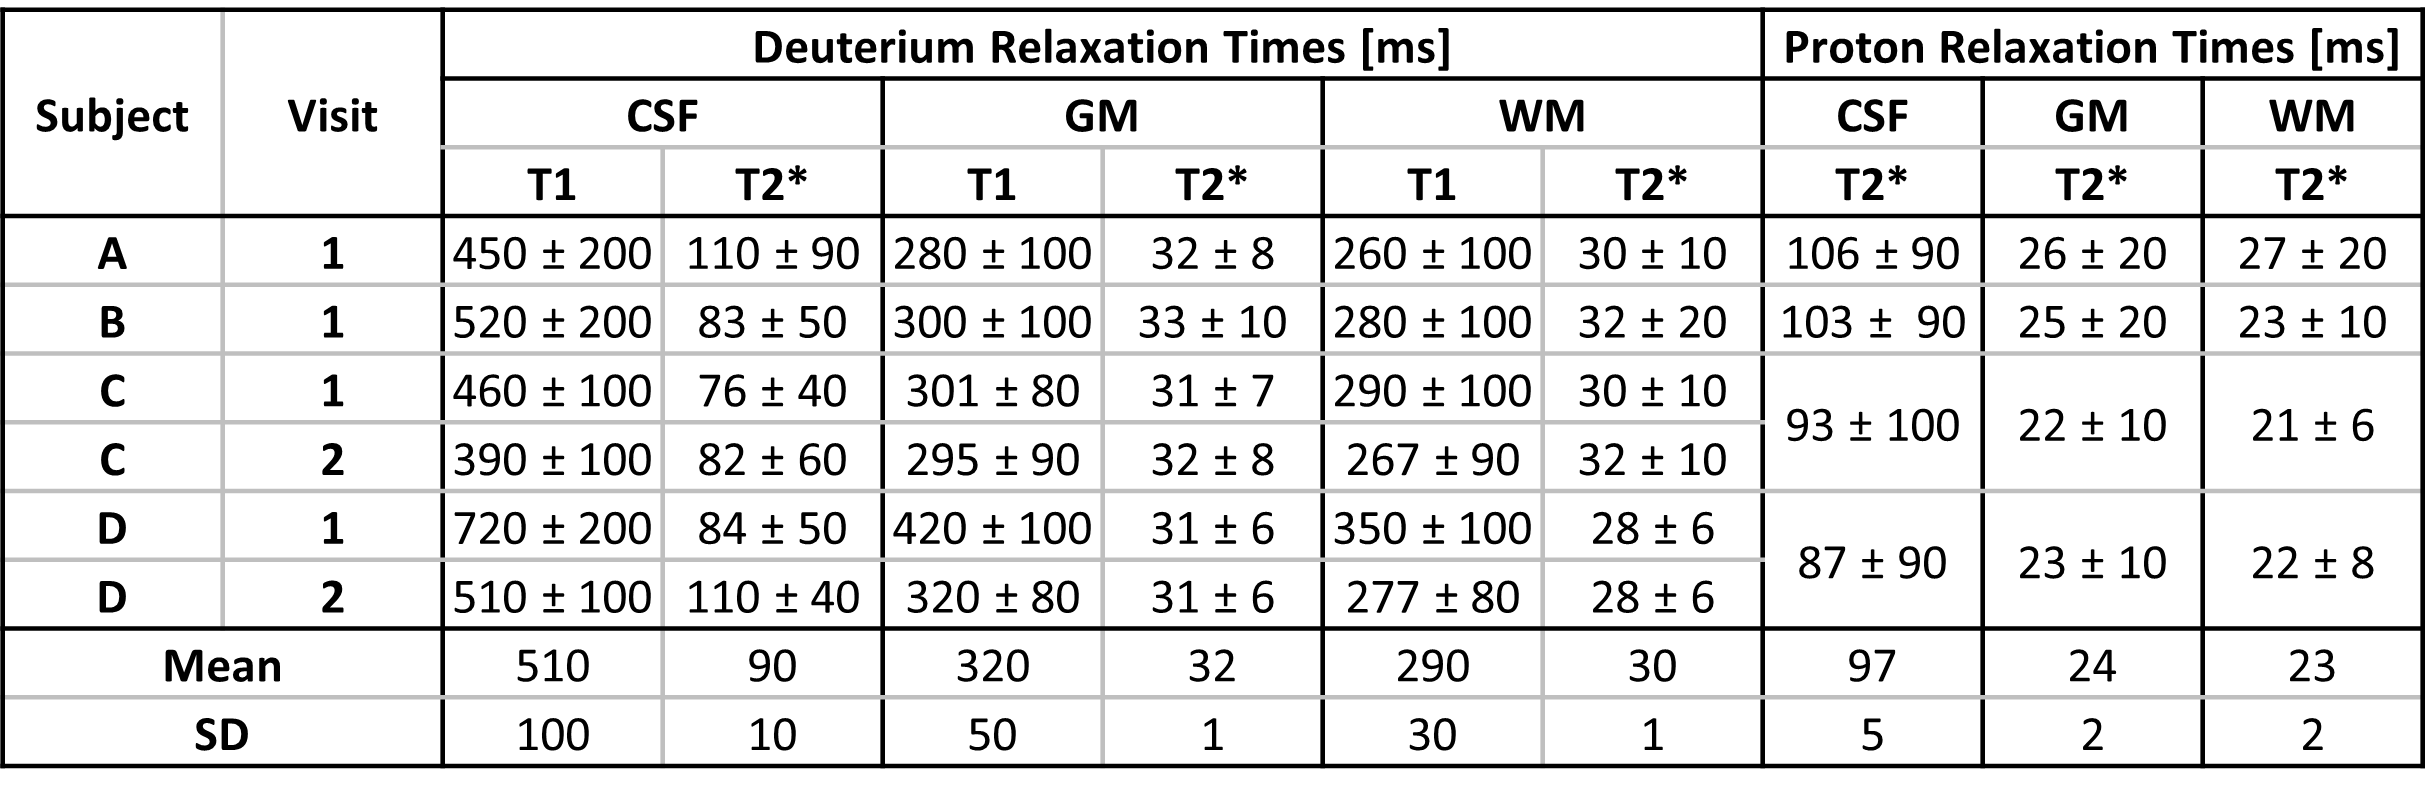 Deuterium Relaxation Times [ms] Proton Relaxation Times [ms]
Subject Visit CSF GM WM CSF GM WM
T1 T2* T1 T2* T1 T2* T2* T2* T2*
A 1 450 ± 200 110 ± 90 280 ± 100 32 ± 8 260 ± 100 30 ± 10 106 ± 90 26 ± 20 27 ± 20
B 1 520 ± 200 83 ± 50 300 ± 100 33 ± 10 280 ± 100 32 ± 20 103 ± 90 25 ± 20 23 ± 10
C 1 460 ± 100 76 ± 40 301 ± 80 31 ± 7 290 ± 100 30 ± 10
93 ± 100 22 ± 10 21 ± 6
C 2 390 ± 100 82 ± 60 295 ± 90 32 ± 8 267 ± 90 32 ± 10
D 1 720 ± 200 84 ± 50 420 ± 100 31 ± 6 350 ± 100 28 ± 6
87 ± 90 23 ± 10 22 ± 8
D 2 510 ± 100 110 ± 40 320 ± 80 31 ± 6 277 ± 80 28 ± 6
Mean 510 90 320 32 290 30 97 24 23
SD 100 10 50 1 30 1 5 2 2